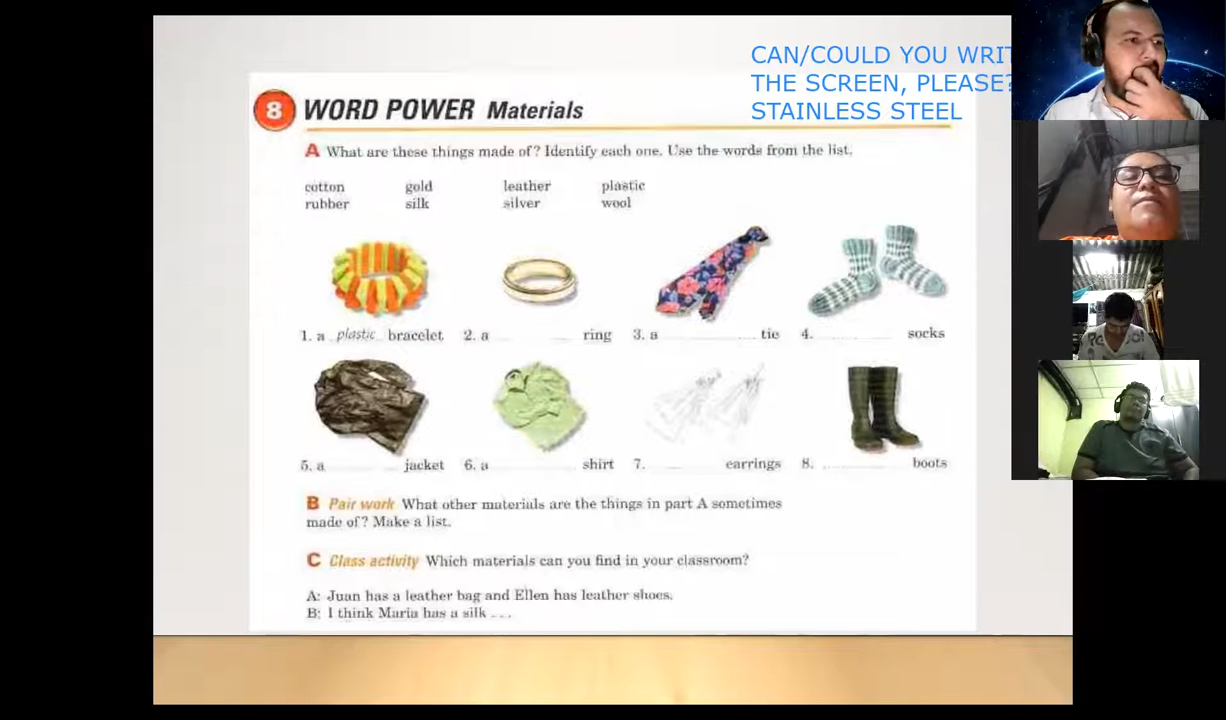 CAN/COULD YOU WRIT
THE SCREEN, PLEASE?
STAINLESS STEEL
8 WORD POWER Materials
A What are these things made of? Identify each one. Use the words from the list.
cotton gold leather plastic
rubber silk silver wool
1. a plastic bracelet 2. a ring 3. a tie 4. socks
5. a jacket 6. a shirt 7. earrings 8. boots
B Pair work What other materials are the things in part A sometimes
made of? Make a list.
C Class activity Which materials can you find in your classroom?
A: Juan has a leather bag and Ellen has leather shoes.
B: I think Maria has a silk . . .